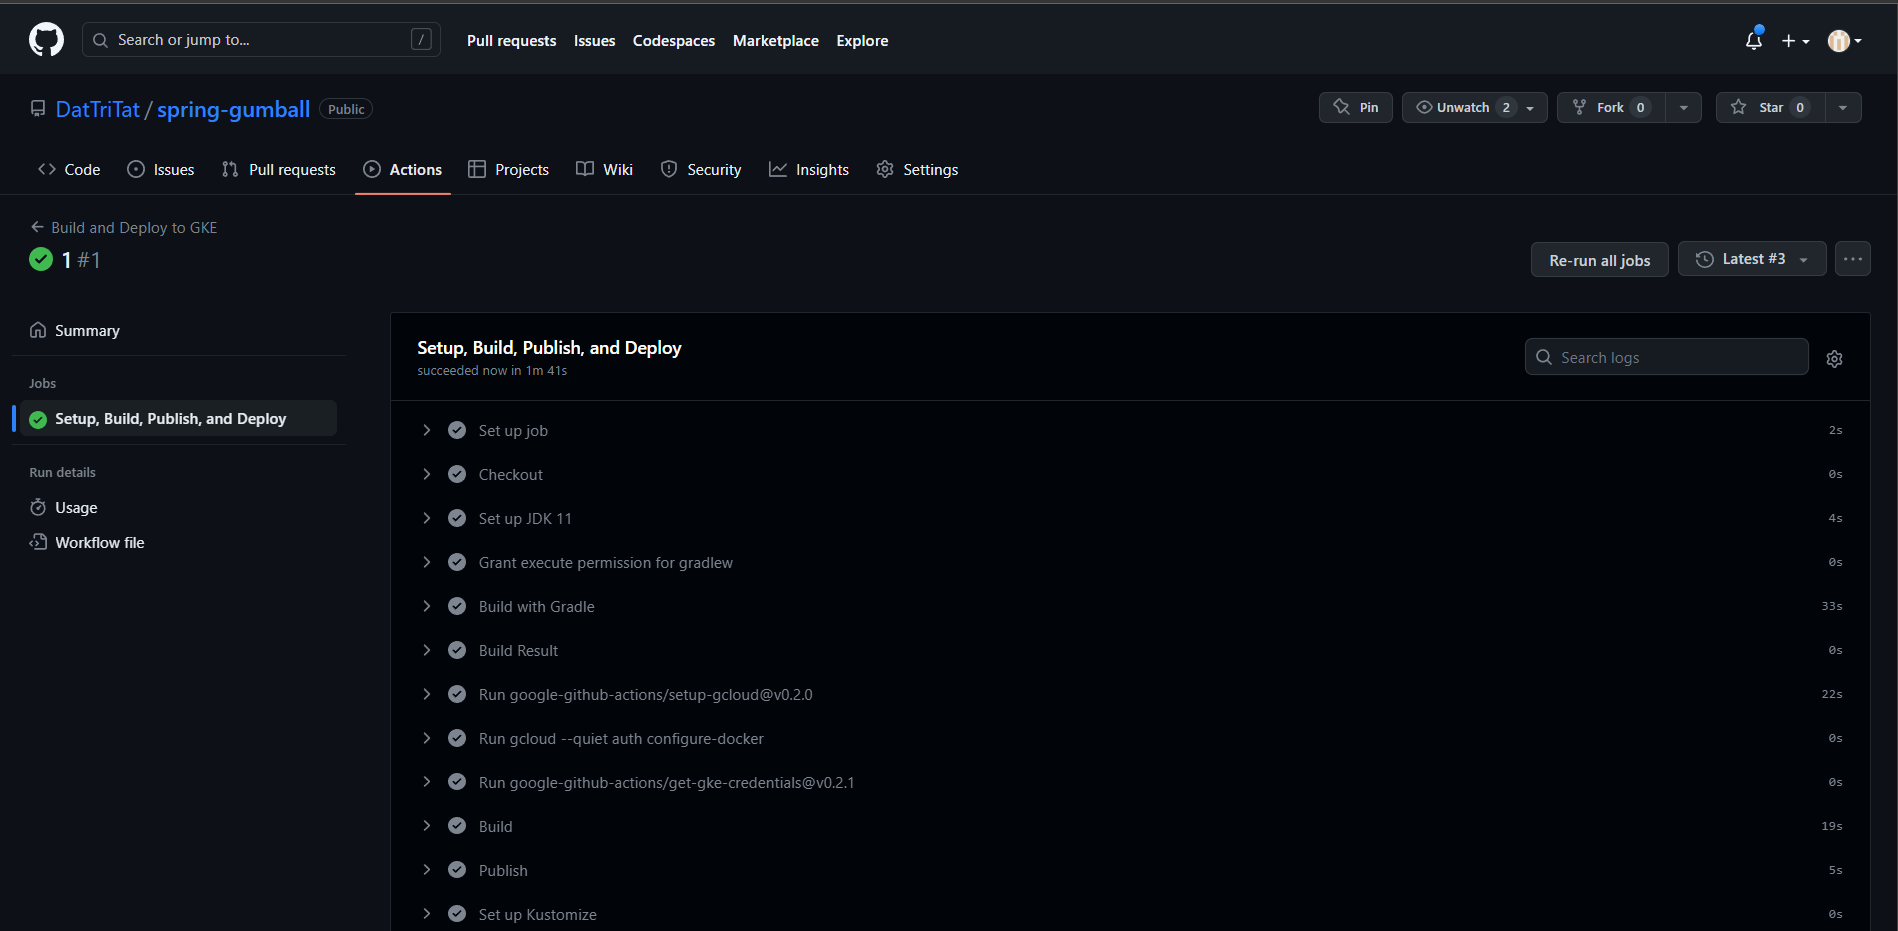 Search or jump to... / Pull requests Issues Codespaces Marketplace Explore
DatTriTat / spring-gumball Public Pin Unwatch 2 Fork 0 Star 0
Code Issues Pull requests Actions Projects Wiki Security Insights Settings
Build and Deploy to GKE
1 #1 Re-run all jobs Latest #3
Summary
Jobs
Setup, Build, Publish, and Deploy
Run details
Usage
Workflow file
Setup, Build, Publish, and Deploy
succeeded now in 1m 41s
Search logs
Set up job 2s
Checkout 0s
Set up JDK 11 4s
Grant execute permission for gradlew 0s
Build with Gradle 33s
Build Result 0s
Run google-github-actions/setup-gcloud@v0.2.0 22s
Run gcloud --quiet auth configure-docker 0s
Run google-github-actions/get-gke-credentials@v0.2.1 0s
Build 19s
Publish 5s
Set up Kustomize 0s